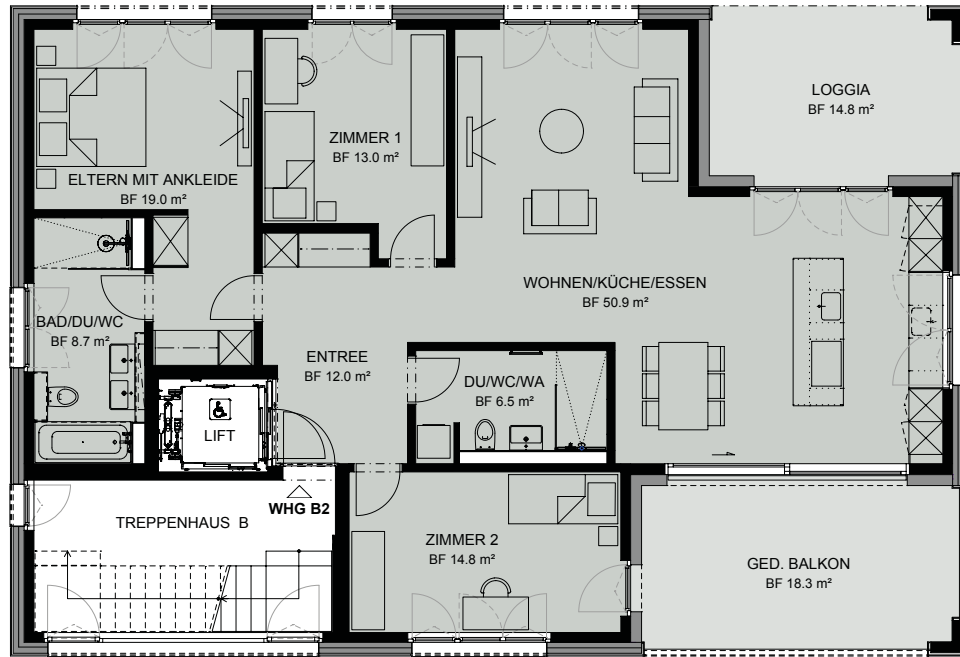 LOGGIA
BF 14.8 m²
ZIMMER 1
BF 13.0 m²
ELTERN MIT ANKLEIDE
BF 19.0 m²
WOHNEN/KÜCHE/ESSEN
BF 50.9 m²
BAD/DU/WC
BF 8.7 m²
ENTREE
BF 12.0 m²
DU/WC/WA
BF 6.5 m²
LIFT
WHG B2
TREPPENHAUS B
ZIMMER 2
BF 14.8 m²
GED. BALKON
BF 18.3 m²